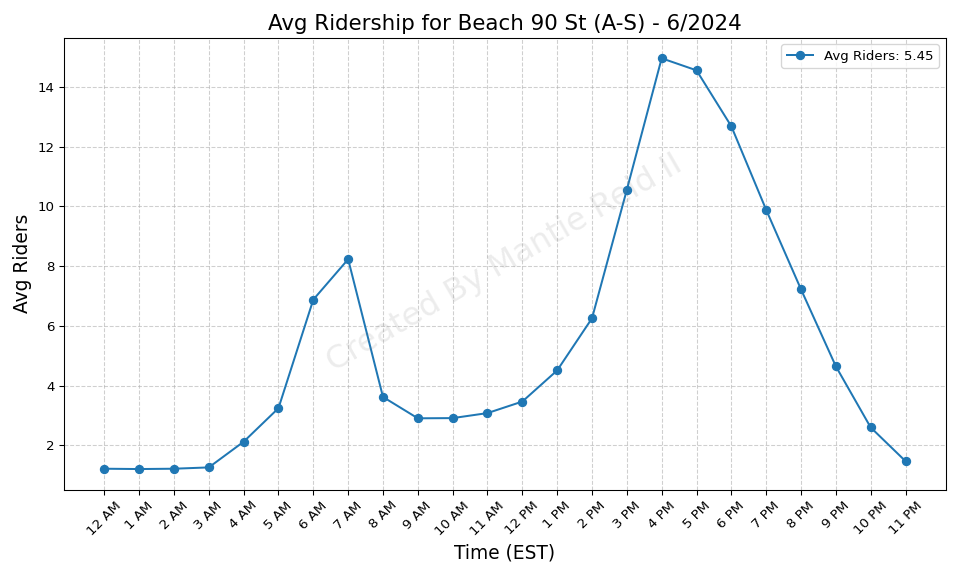 Avg Ridership for Beach 90 St (A-S) - 6/2024
Avg Riders: 5.45
14
12
10
8
6
4
2
Avg Riders
Created By Mantie Reid II
12 AM 1 AM 2 AM 3 AM 4 AM 5 AM 6 AM 7 AM 8 AM 9 AM 10 AM 11 AM 12 PM 1 PM 2 PM 3 PM 4 PM 5 PM 6 PM 7 PM 8 PM 9 PM 10 PM 11 PM
Time (EST)